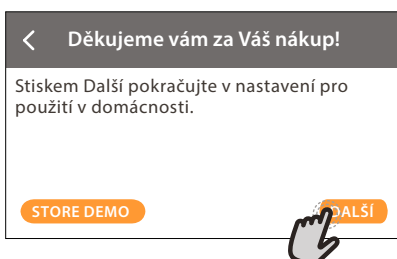 Děkujeme vám za Váš nákup!
Stiskem Další pokračujte v nastavení pro
použití v domácnosti.
STORE DEMO
DALŠÍ